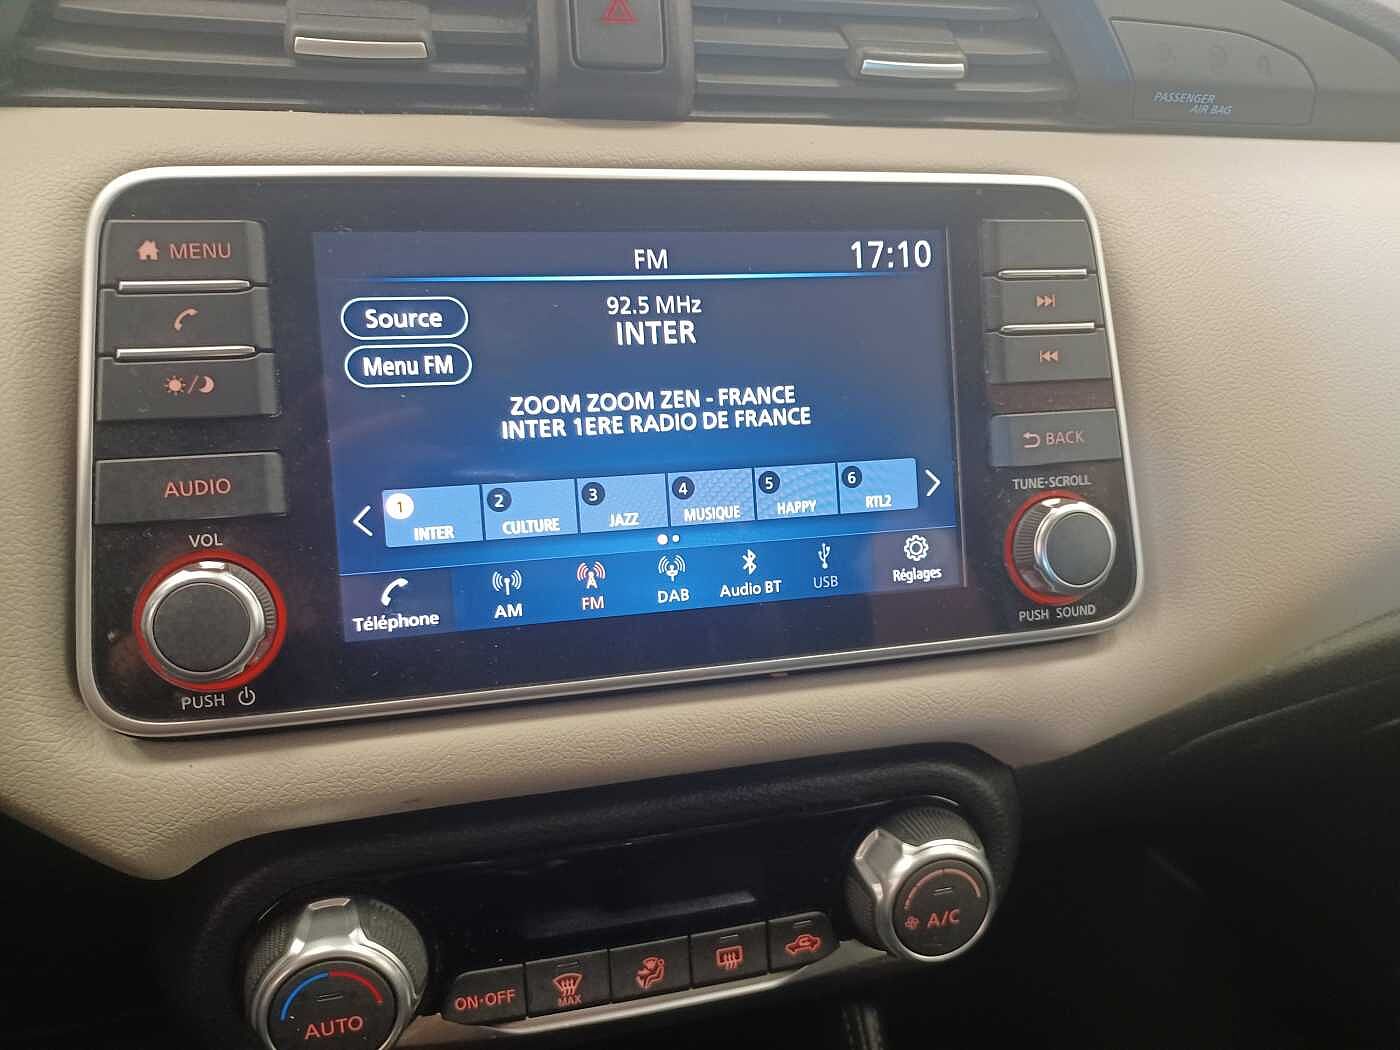 PASSENGER
AIR BAG
MENU
FM
17:10
92.5 MHz
Source
INTER
Menu FM
ZOOM ZOOM ZEN - FRANCE
INTER 1ERE RADIO DE FRANCE
BACK
AUDIO
TUNE·SCROLL
1 INTER
2 CULTURE
3 JAZZ
4 MUSIQUE
5 HAPPY
6 RTL2
VOL
Téléphone
AM
FM
DAB
Audio BT
USB
Réglages
PUSH SOUND
PUSH
A/C
ON·OFF
MAX
AUTO